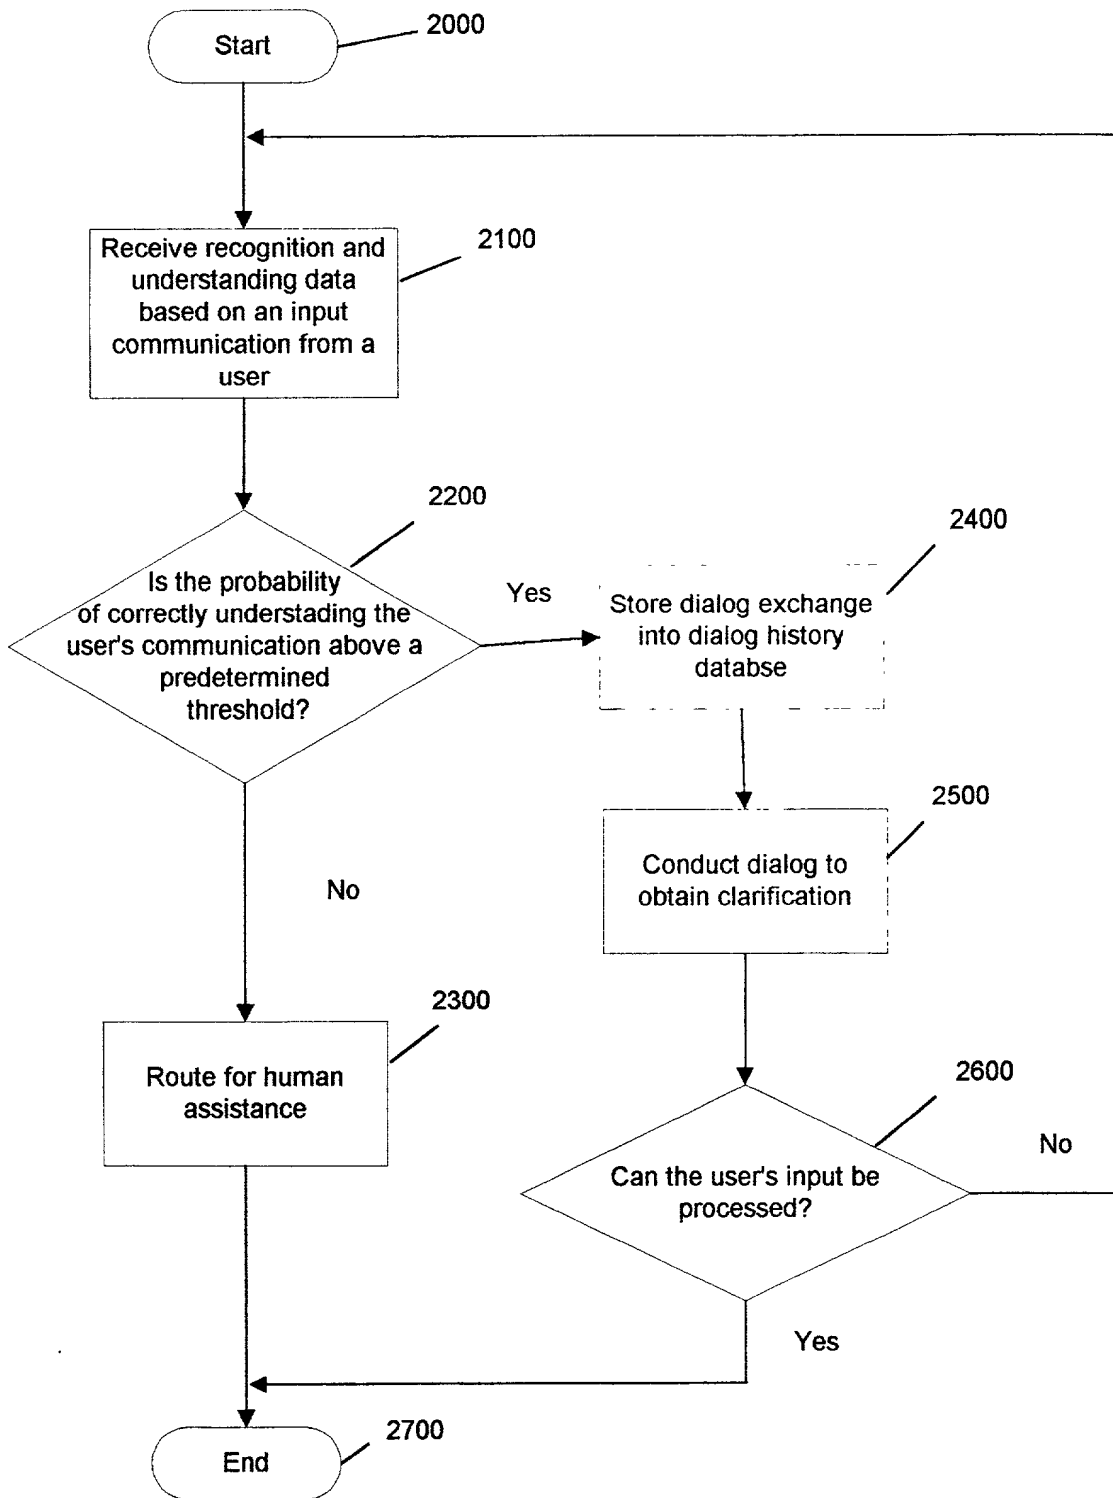 Start
2000
Receive recognition and
understanding data
based on an input
communication from a
user
2100
2200
Is the probability
of correctly understading the
user's communication above a
predetermined
threshold?
Yes
2400
Store dialog exchange
into dialog history
databse
2500
Conduct dialog to
obtain clarification
No
2300
Route for human
assistance
2600
Can the user's input be
processed?
No
Yes
2700
End